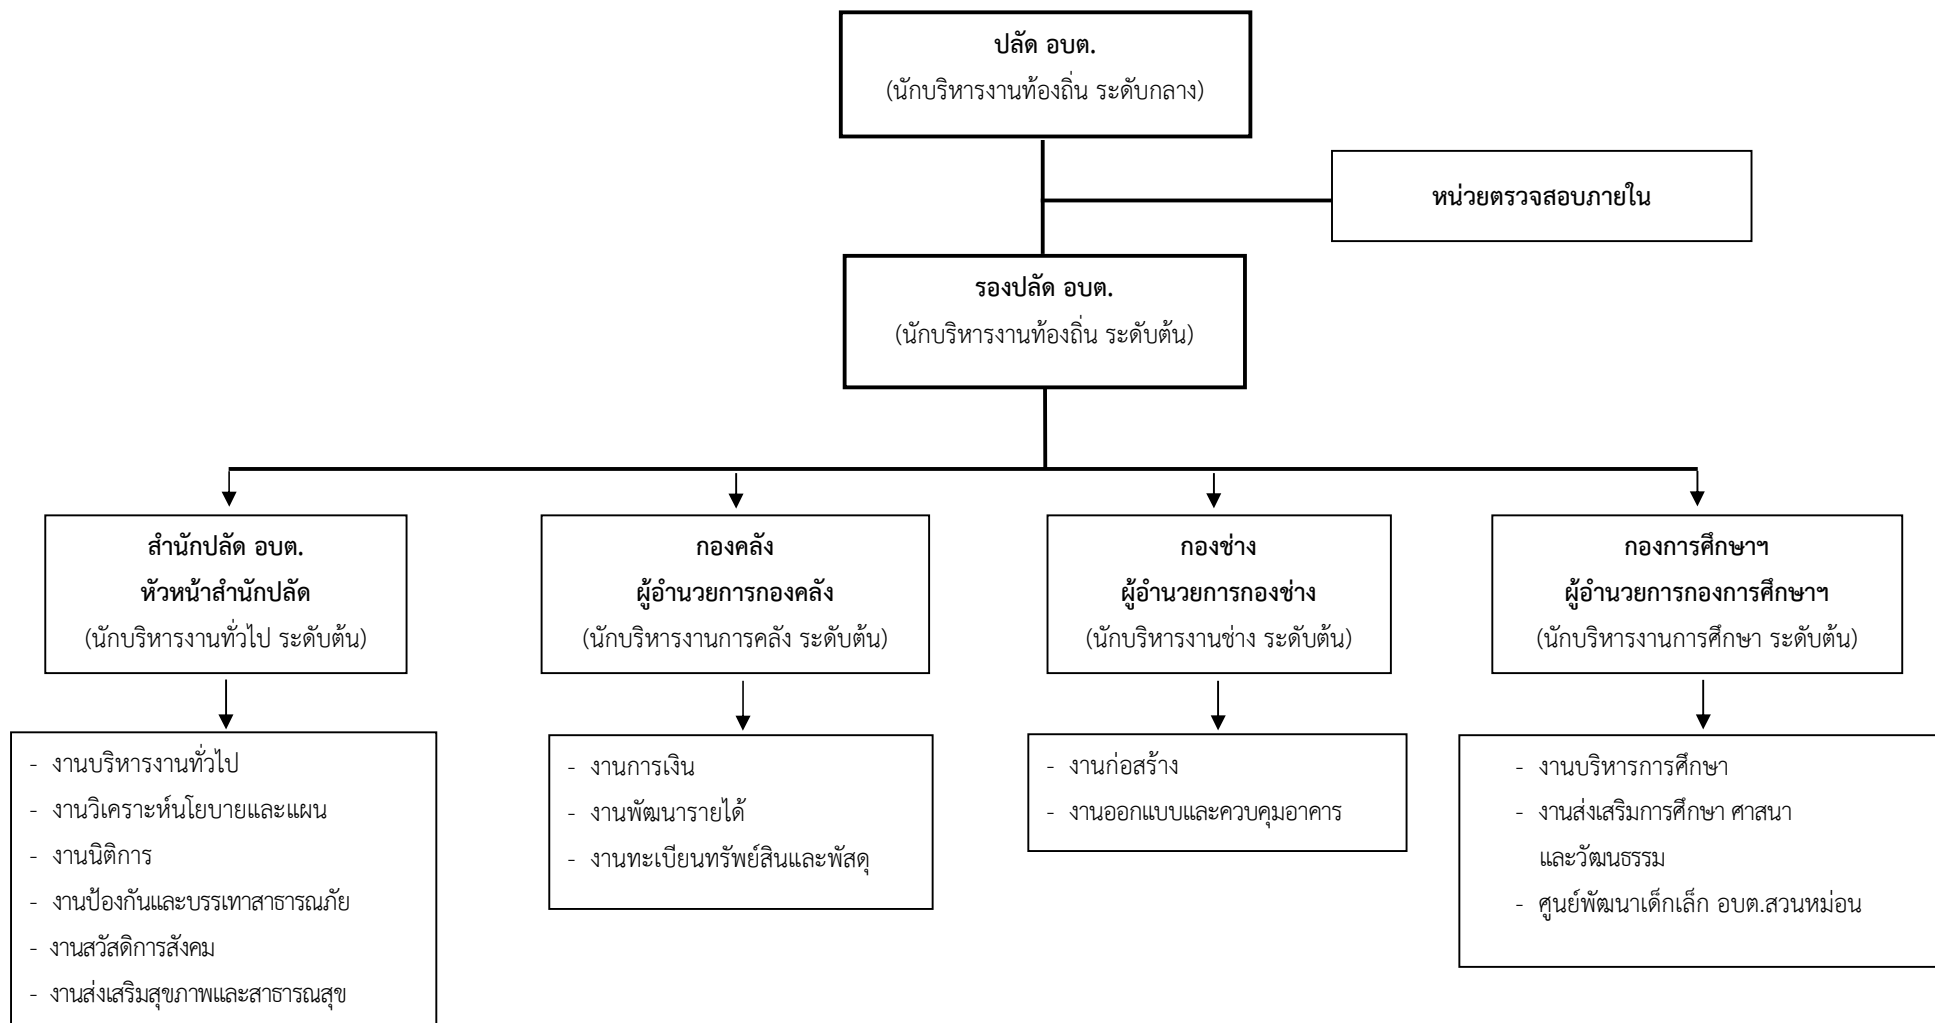 ปลัด อบต.
(นักบริหารงานท้องถิ่น ระดับกลาง)
หน่วยตรวจสอบภายใน
รองปลัด อบต.
(นักบริหารงานท้องถิ่น ระดับต้น)
สำนักปลัด อบต.
หัวหน้าสำนักปลัด
(นักบริหารงานทั่วไป ระดับต้น)
กองคลัง
ผู้อำนวยการกองคลัง
(นักบริหารงานการคลัง ระดับต้น)
กองช่าง
ผู้อำนวยการกองช่าง
(นักบริหารงานช่าง ระดับต้น)
กองการศึกษาฯ
ผู้อำนวยการกองการศึกษาฯ
(นักบริหารงานการศึกษา ระดับต้น)
- งานบริหารงานทั่วไป
- งานวิเคราะห์นโยบายและแผน
- งานนิติการ
- งานป้องกันและบรรเทาสาธารณภัย
- งานสวัสดิการสังคม
- งานส่งเสริมสุขภาพและสาธารณสุข
- งานการเงิน
- งานพัฒนารายได้
- งานทะเบียนทรัพย์สินและพัสดุ
- งานก่อสร้าง
- งานออกแบบและควบคุมอาคาร
- งานบริหารการศึกษา
- งานส่งเสริมการศึกษา ศาสนา
และวัฒนธรรม
- ศูนย์พัฒนาเด็กเล็ก อบต.สวนหม่อน